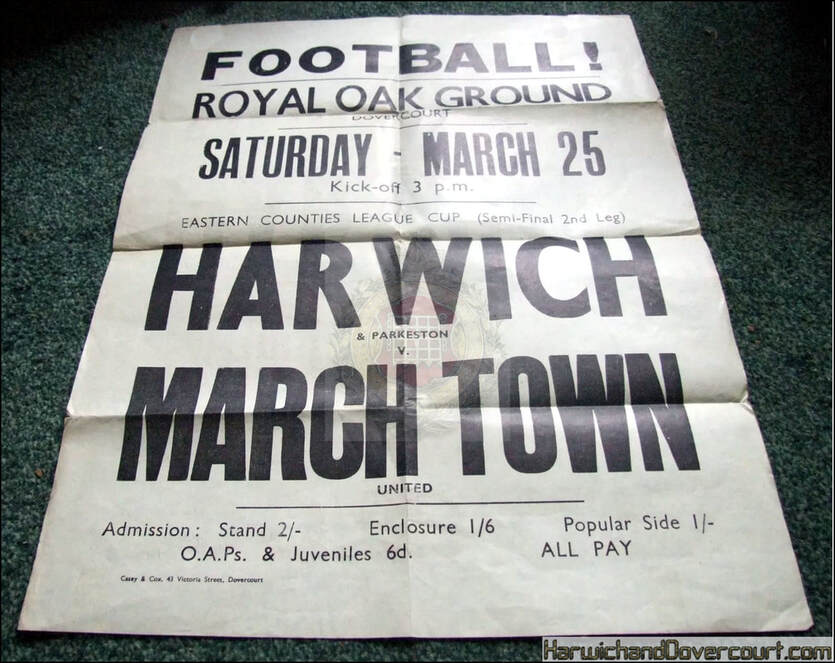 FOOTBALL!
ROYAL OAK GROUND
DOVERCOURT
SATURDAY - MARCH 25
Kick-off 3 p.m.
EASTERN COUNTIES LEAGUE CUP (Semi-Final 2nd Leg)
HARWICH
& PARKESTON
V.
MARCH TOWN
UNITED
Admission: Stand 2/- Enclosure 1/6 Popular Side 1/-
O.A.Ps. & Juveniles 6d. ALL PAY
Casey & Cox, 43 Victoria Street, Dovercourt
HarwichandDovercourt.com